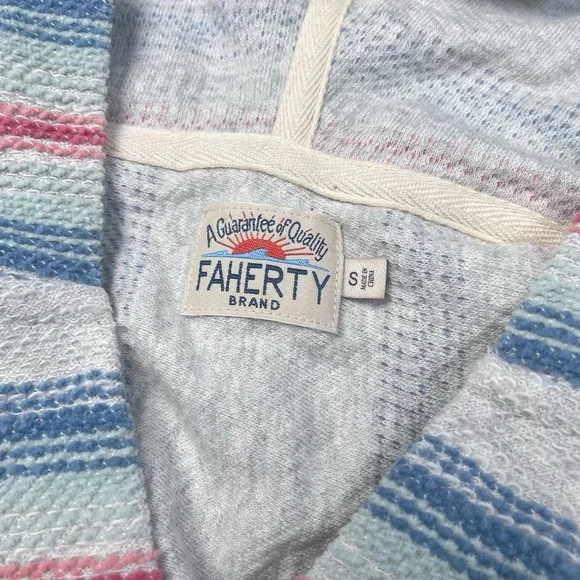 A Guarantee of Quality
FAHERTY
BRAND
S
MADE IN
CHINA